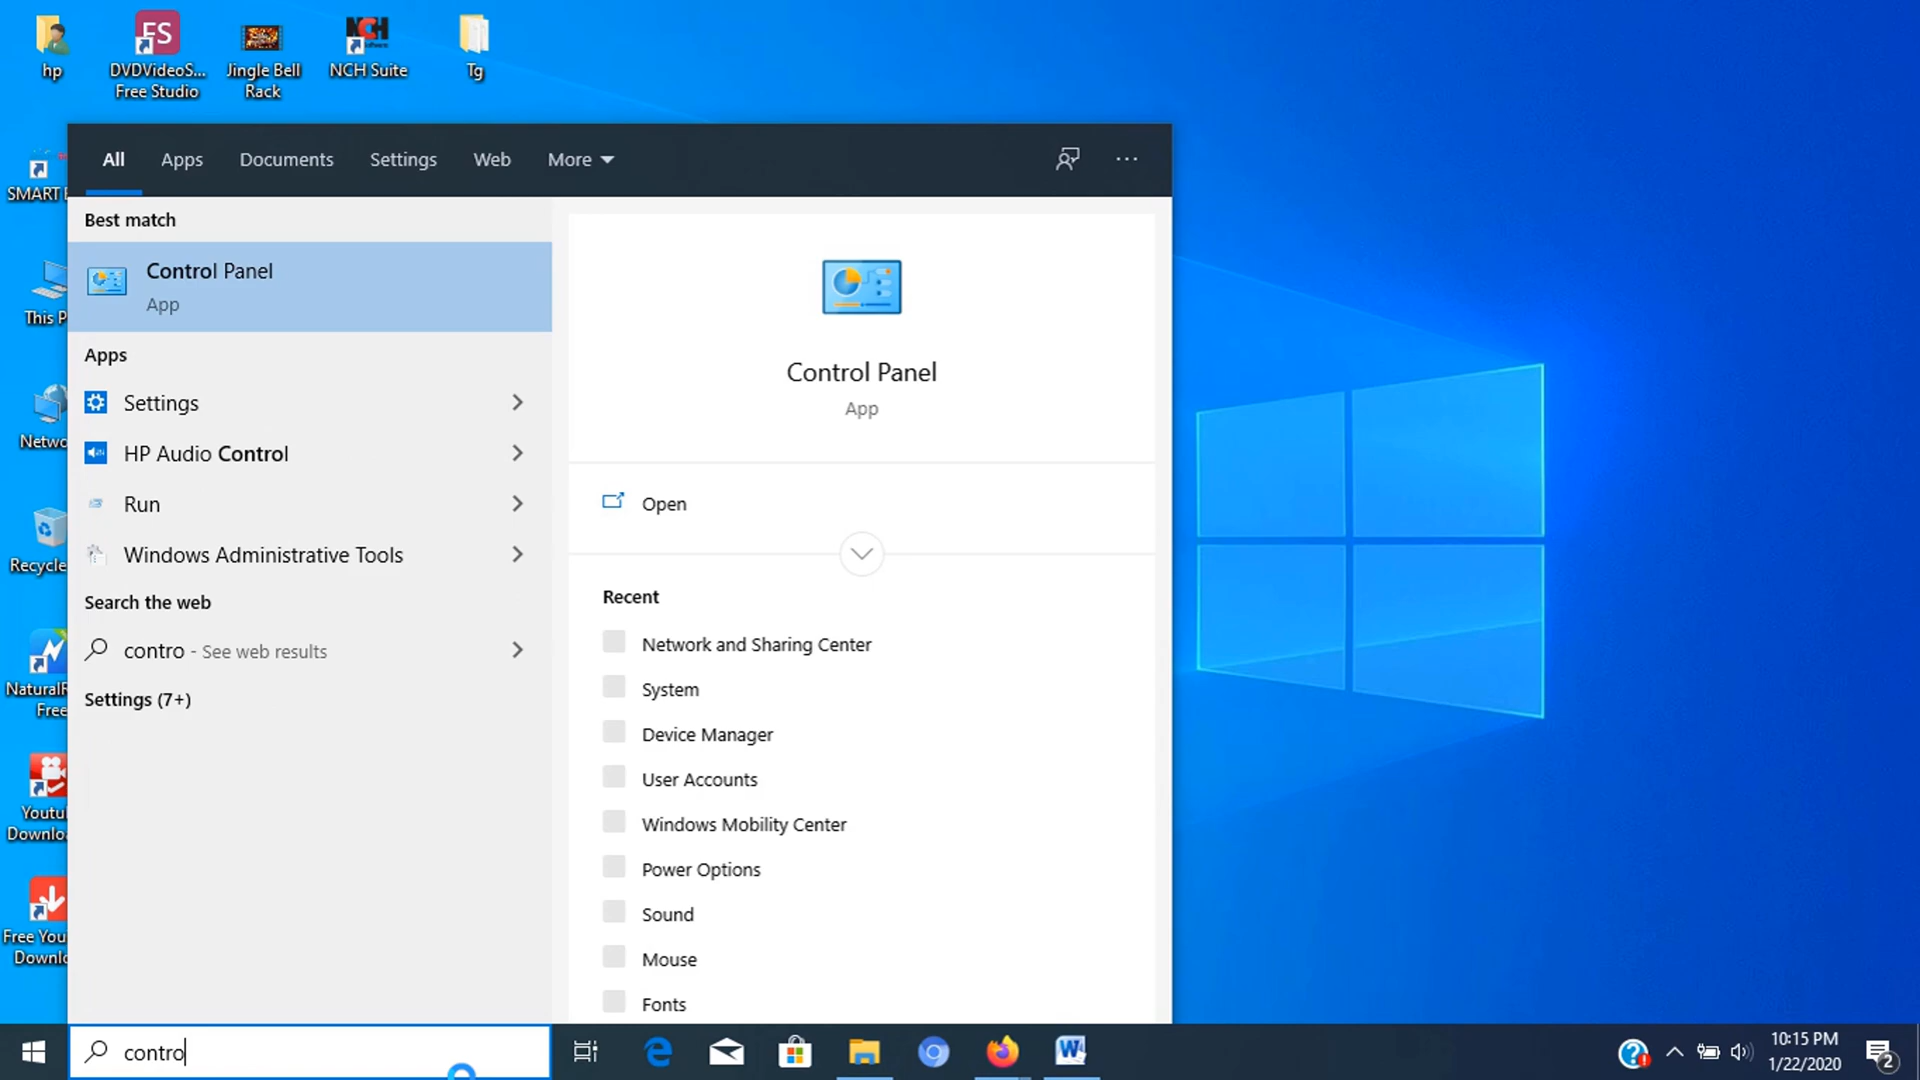 hp
DVDVideoS...
Free Studio
Jingle Bell
Rack
NCH Suite
Tg
SMART
This P
Netwo
Recycle
NaturalR
Free
Youtu
Downlo
Free You
Downlo
All
Apps
Documents
Settings
Web
More
Best match
Control Panel
App
Apps
Settings
HP Audio Control
Run
Windows Administrative Tools
Search the web
contro - See web results
Settings (7+)
Control Panel
App
Open
Recent
Network and Sharing Center
System
Device Manager
User Accounts
Windows Mobility Center
Power Options
Sound
Mouse
Fonts
contro
10:15 PM
1/22/2020
2